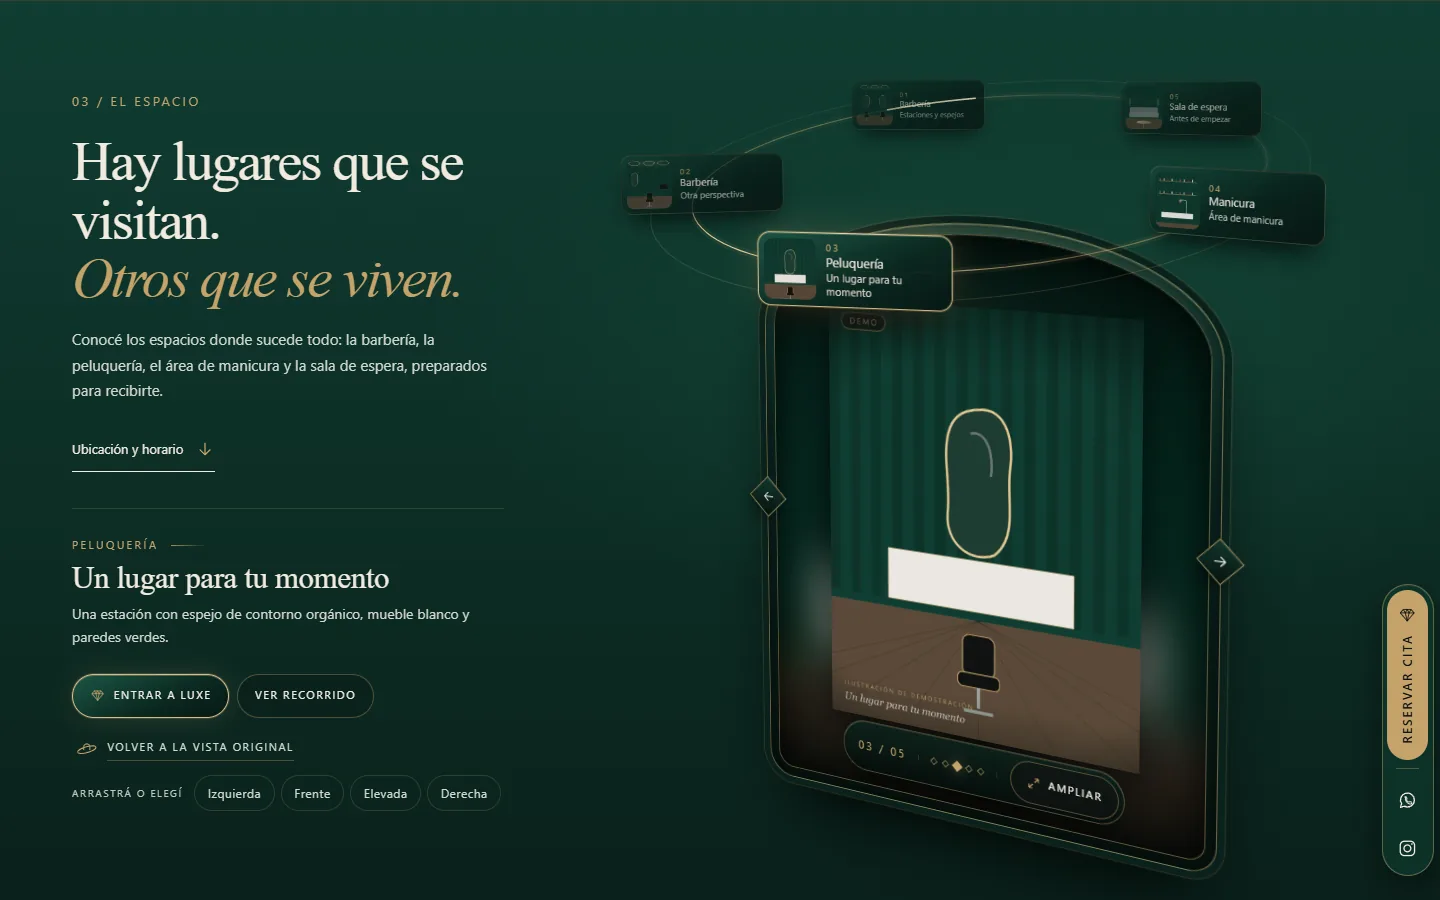 03 / EL ESPACIO
Hay lugares que se
visitan.
Otros que se viven.
Conocé los espacios donde sucede todo: la barbería, la
peluquería, el área de manicura y la sala de espera, preparados
para recibirte.
Ubicación y horario
PELUQUERÍA
Un lugar para tu momento
Una estación con espejo de contorno orgánico, mueble blanco y
paredes verdes.
ENTRAR A LUXE
VER RECORRIDO
VOLVER A LA VISTA ORIGINAL
ARRASTRÁ O ELEGÍ
Izquierda
Frente
Elevada
Derecha
01
Barbería
Estaciones y espejos
05
Sala de espera
Antes de empezar
02
Barbería
Otra perspectiva
04
Manicura
Área de manicura
03
Peluquería
Un lugar para tu
momento
DEMO
ILUSTRACIÓN DE DEMOSTRACIÓN
Un lugar para tu momento
03 / 05
AMPLIAR
RESERVAR CITA